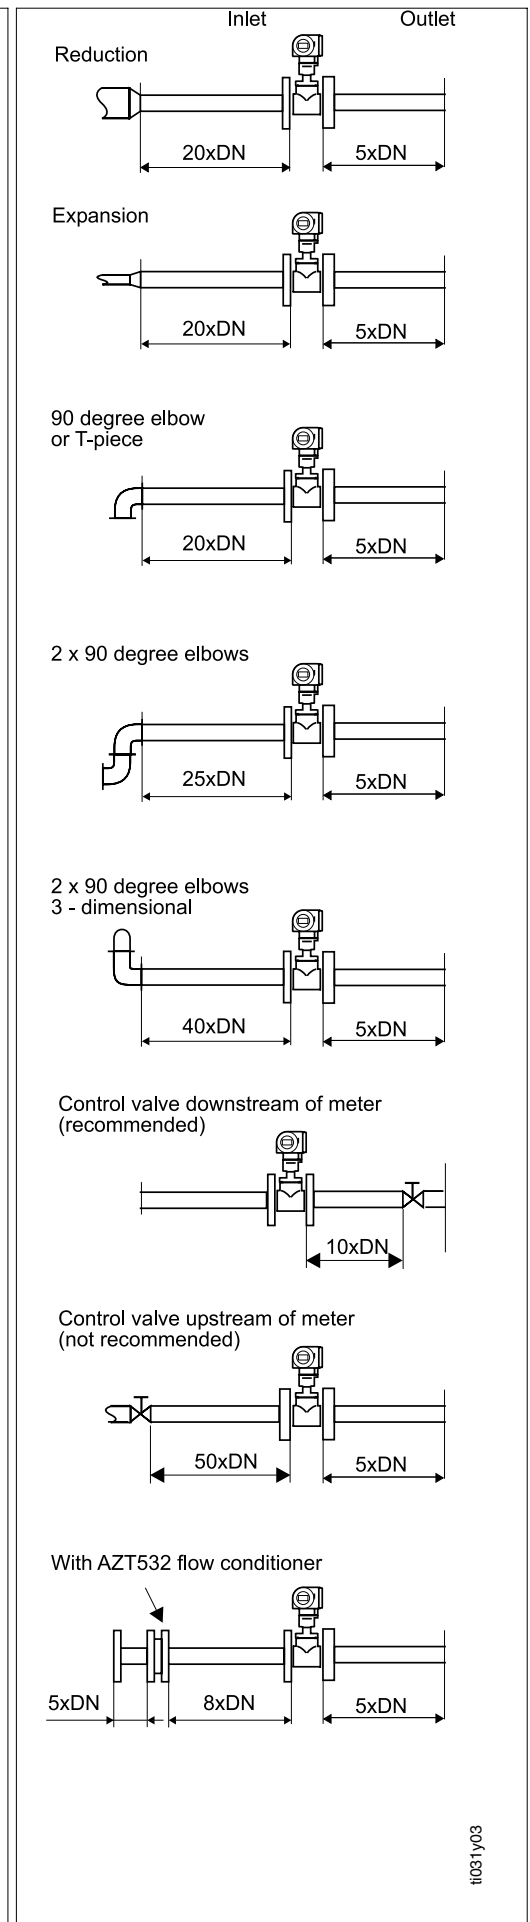 Inlet Outlet
Reduction
20xDN 5xDN
Expansion
20xDN 5xDN
90 degree elbow
or T-piece
20xDN 5xDN
2 x 90 degree elbows
25xDN 5xDN
2 x 90 degree elbows
3 - dimensional
40xDN 5xDN
Control valve downstream of meter
(recommended)
10xDN
Control valve upstream of meter
(not recommended)
50xDN 5xDN
With AZT532 flow conditioner
5xDN 8xDN 5xDN
ti031y03